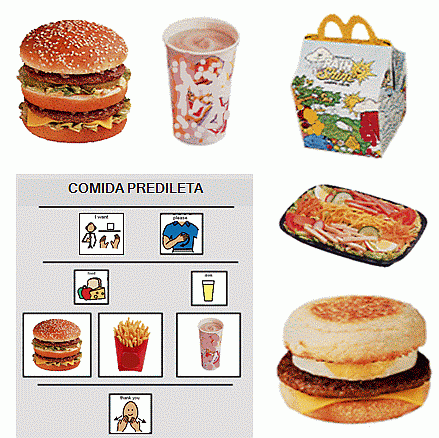 COMIDA PREDILETA
I want
please
food
drink
thank you